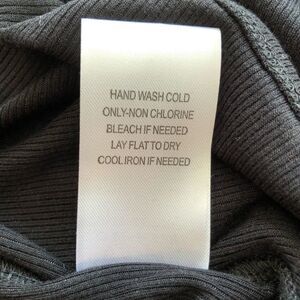 HAND WASH COLD
ONLY-NON CHLORINE
BLEACH IF NEEDED
LAY FLAT TO DRY
COOL IRON IF NEEDED